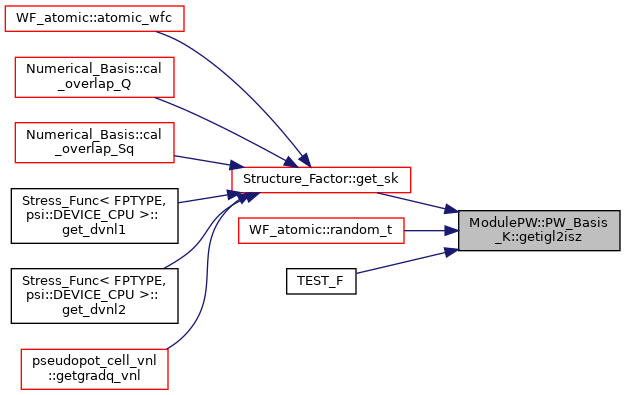 WF_atomic::atomic_wfc
Numerical_Basis::cal
_overlap_Q
Numerical_Basis::cal
_overlap_Sq
Structure_Factor::get_sk
Stress_Func< FPTYPE,
psi::DEVICE_CPU >::
get_dvnl1
ModulePW::PW_Basis
_K::getigl2isz
WF_atomic::random_t
TEST_F
Stress_Func< FPTYPE,
psi::DEVICE_CPU >::
get_dvnl2
pseudopot_cell_vnl
::getgradq_vnl